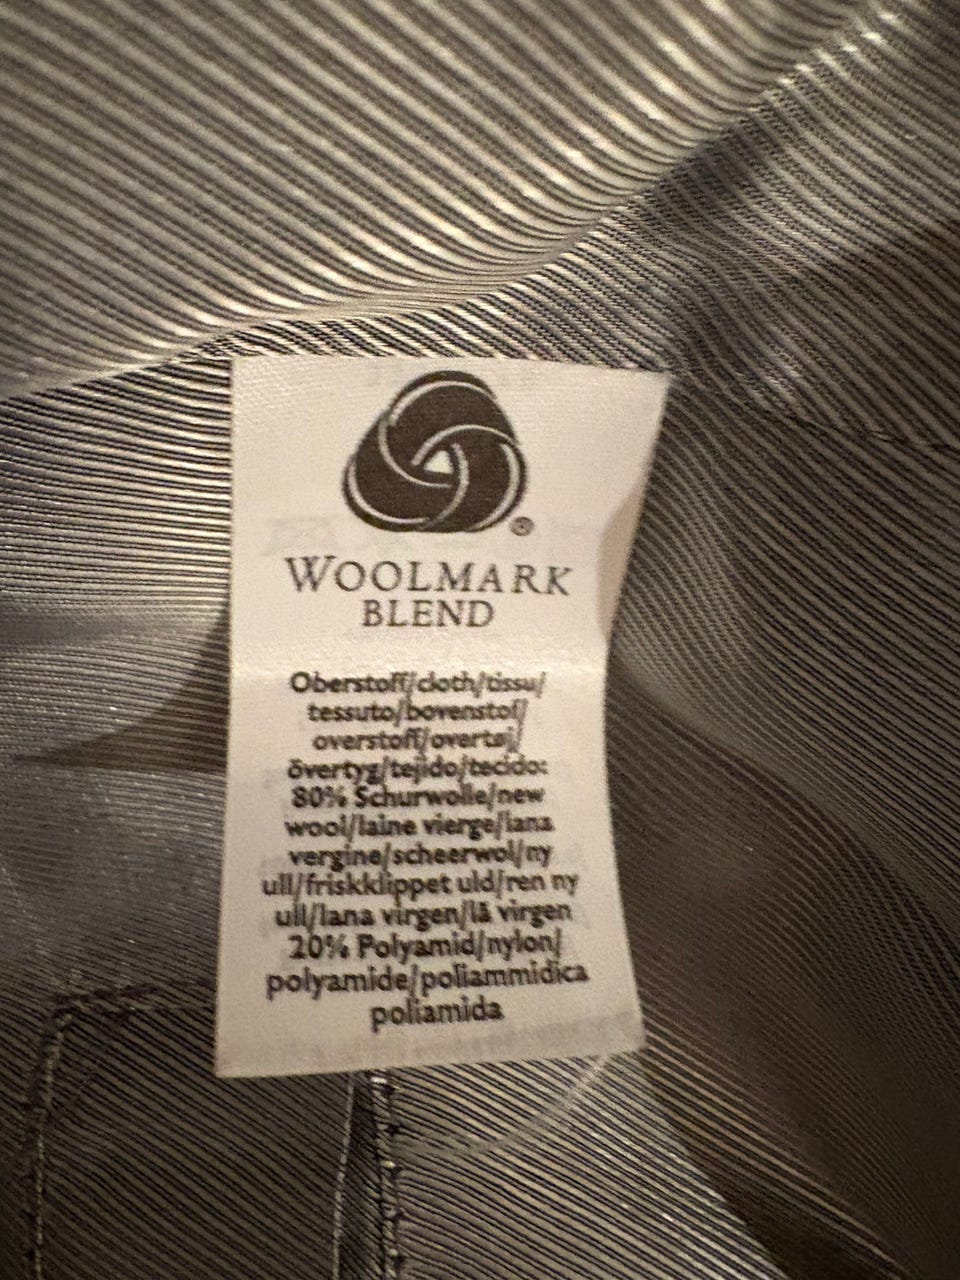 ®
WOOLMARK
BLEND
Oberstoff/cloth/tissu/
tessuto/bovenstof/
overstoff/overtøj/
övertyg/tejido/tecido:
80% Schurwolle/new
wool/laine vierge/lana
vergine/scheerwol/ny
ull/friskklippet uld/ren ny
ull/lana virgen/lã virgen
20% Polyamid/nylon/
polyamide/poliammidica
poliamida